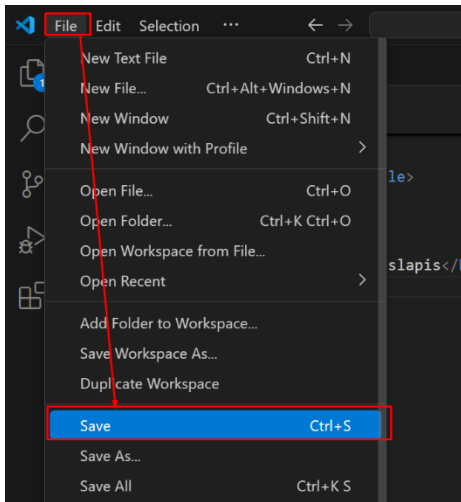 File Edit Selection ...
New Text File Ctrl+N
New File... Ctrl+Alt+Windows+N
New Window Ctrl+Shift+N
New Window with Profile
le>
Open File... Ctrl+O
Open Folder... Ctrl+K Ctrl+O
Open Workspace from File...
slapis</
Open Recent
Add Folder to Workspace...
Save Workspace As...
Duplicate Workspace
Save Ctrl+S
Save As...
Save All Ctrl+K S